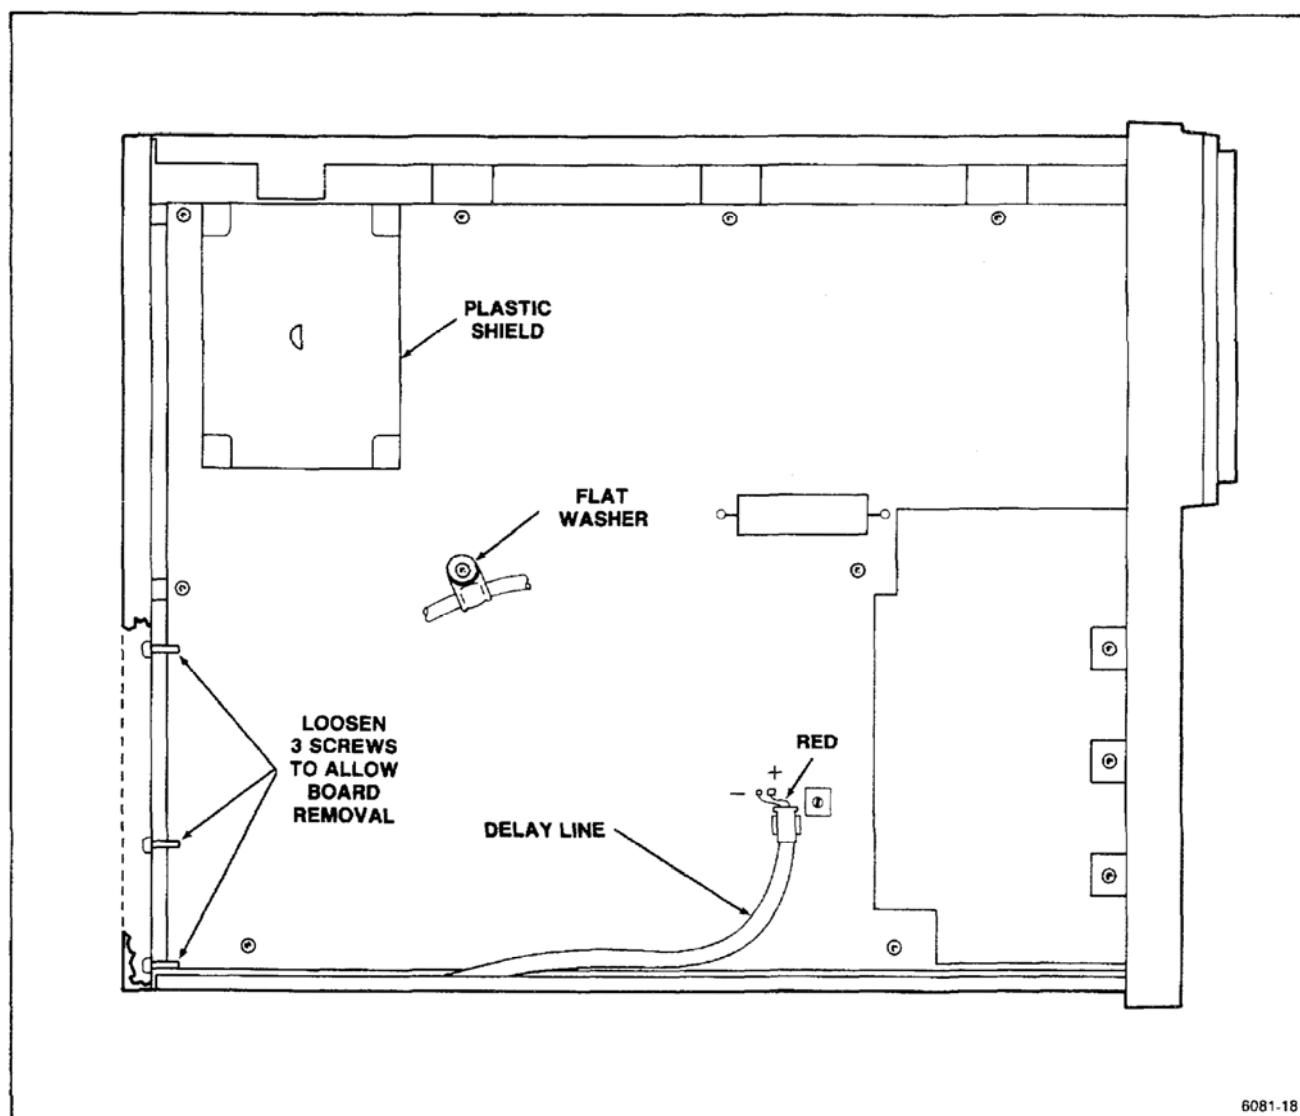 PLASTIC
SHIELD
FLAT
WASHER
LOOSEN
3 SCREWS
TO ALLOW
BOARD
REMOVAL
RED
+
−
DELAY LINE
6081-18